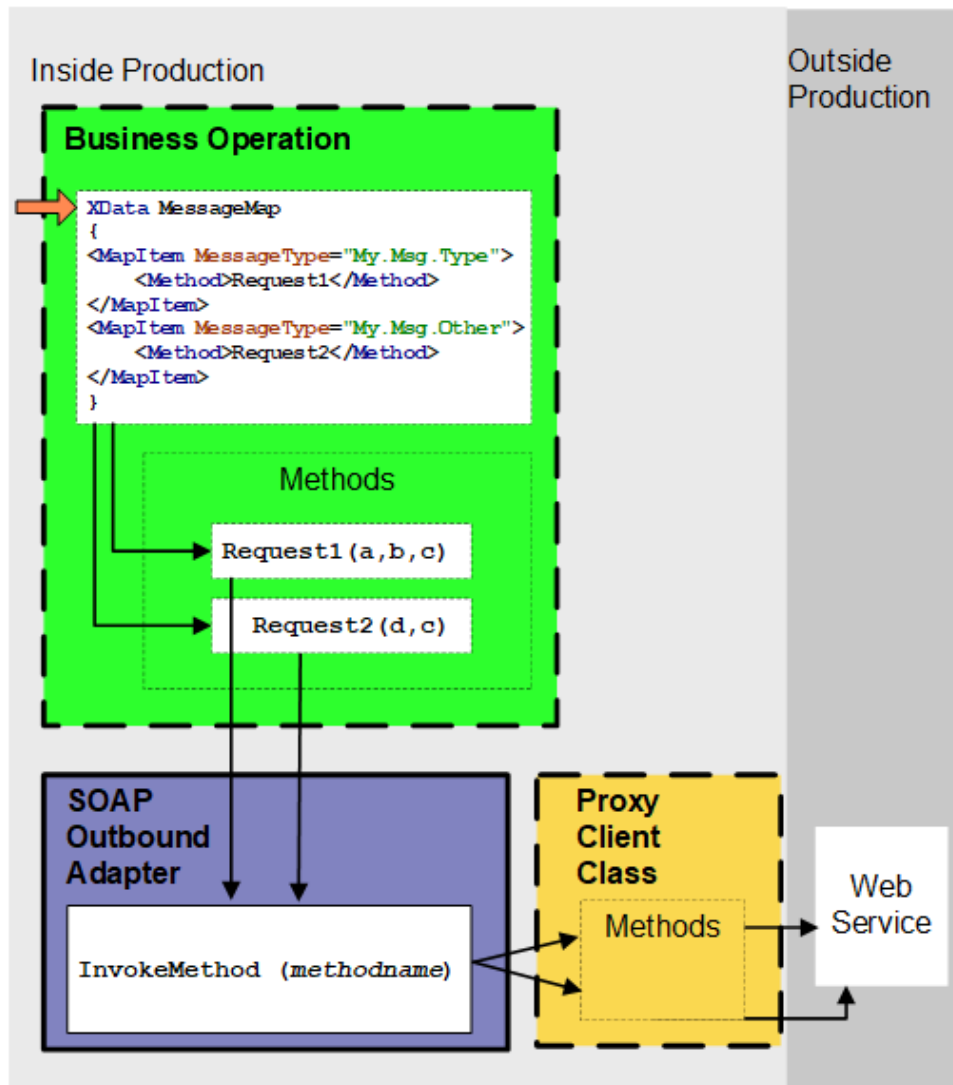 Inside Production
Outside
Production
Business Operation
XData MessageMap
{
<MapItem MessageType="My.Msg.Type">
    <Method>Request1</Method>
</MapItem>
<MapItem MessageType="My.Msg.Other">
    <Method>Request2</Method>
</MapItem>
}
Methods
Request1(a,b,c)
Request2(d,c)
SOAP
Outbound
Adapter
InvokeMethod (methodname)
Proxy
Client
Class
Methods
Web
Service